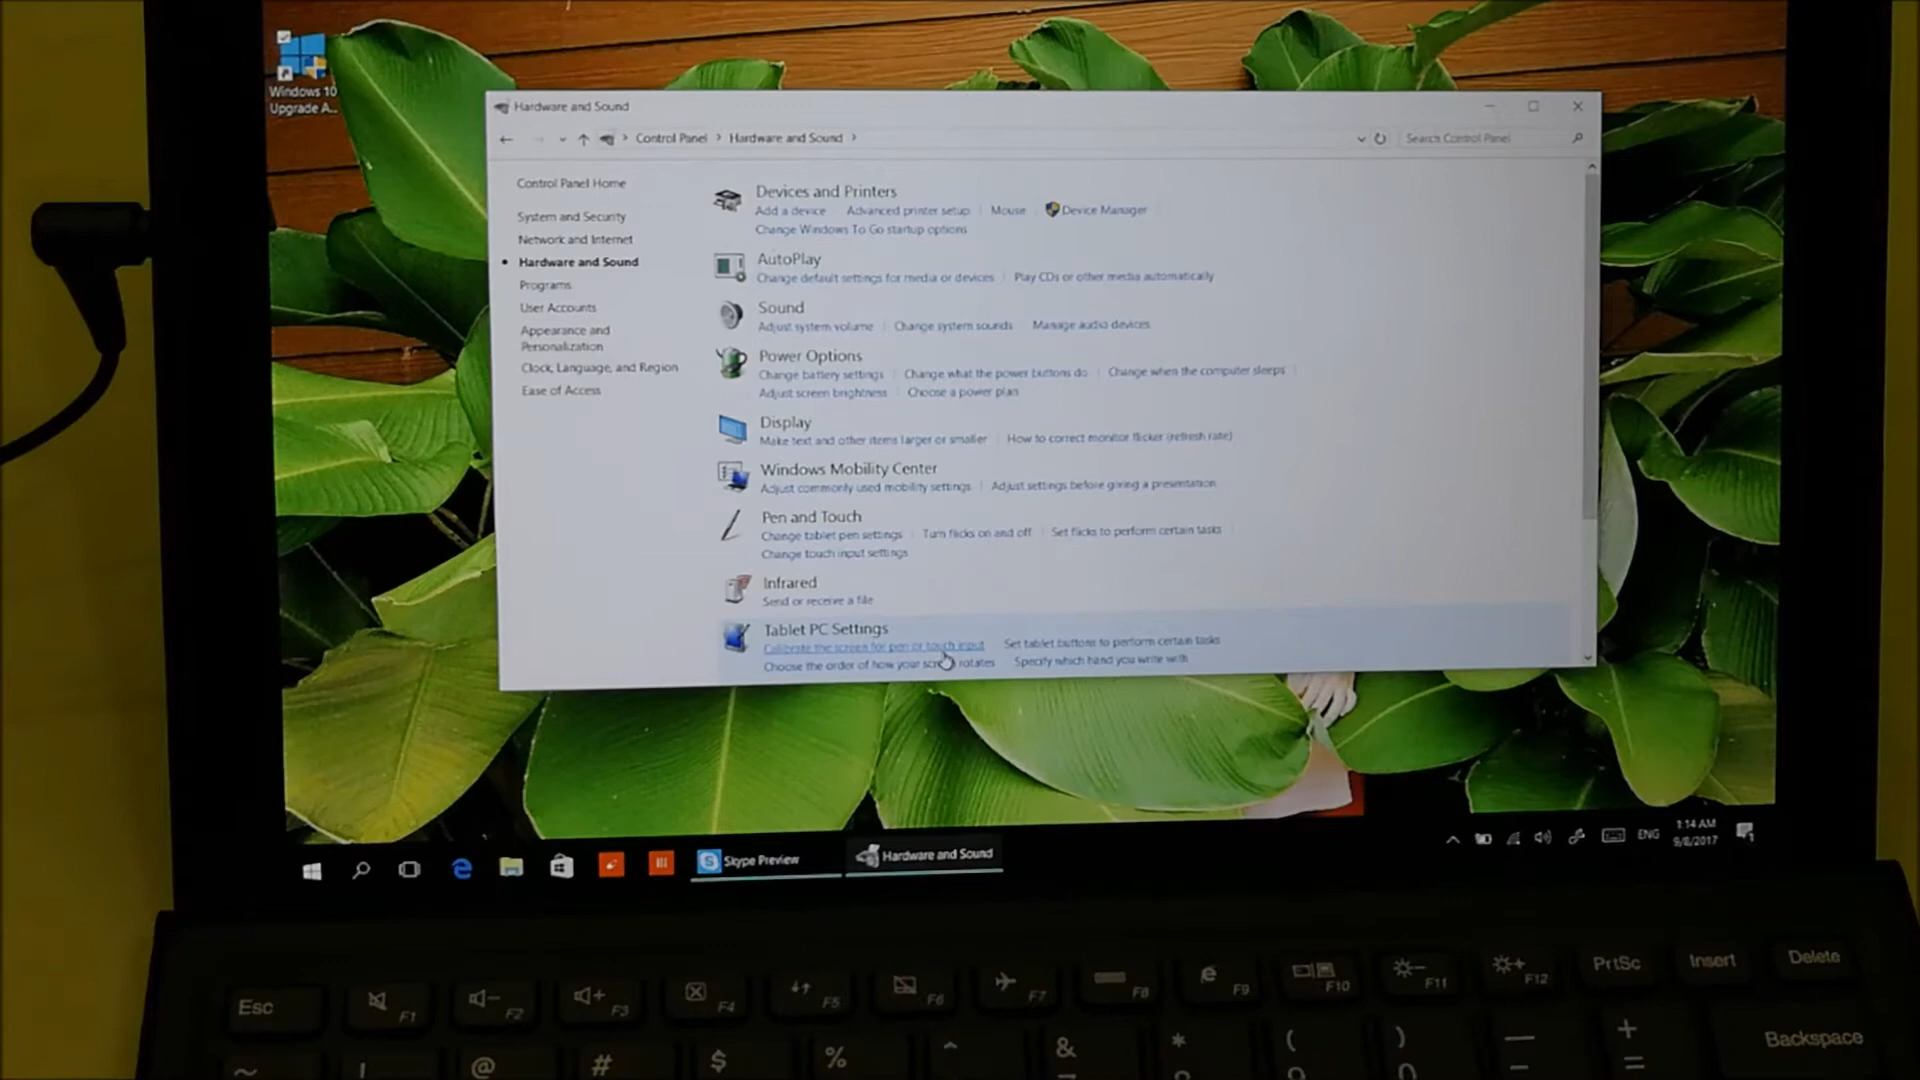 Windows 10
Upgrade A...
Hardware and Sound
Control Panel > Hardware and Sound >
Search Control Panel
Control Panel Home
System and Security
Network and Internet
Hardware and Sound
Programs
User Accounts
Appearance and
Personalization
Clock, Language, and Region
Ease of Access
Devices and Printers
Add a device Advanced printer setup Mouse Device Manager
Change Windows To Go startup options
AutoPlay
Change default settings for media or devices Play CDs or other media automatically
Sound
Adjust system volume Change system sounds Manage audio devices
Power Options
Change battery settings Change what the power buttons do Change when the computer sleeps
Adjust screen brightness Choose a power plan
Display
Make text and other items larger or smaller How to correct monitor flicker (refresh rate)
Windows Mobility Center
Adjust commonly used mobility settings Adjust settings before giving a presentation
Pen and Touch
Change tablet pen settings Turn flicks on and off Set flicks to perform certain tasks
Change touch input settings
Infrared
Send or receive a file
Tablet PC Settings
Calibrate the screen for pen or touch input Set tablet buttons to perform certain tasks
Choose the order of how your screen rotates Specify which hand you write with
Skype Preview
Hardware and Sound
ENG
1:14 AM
9/8/2017
Esc F1 F2 F3 F4 F5 F6 F7 F8 F9 F10 F11 F12 PrtSc Insert Delete
~ ! @ # $ % ^ & * ( ) — + Backspace
– =